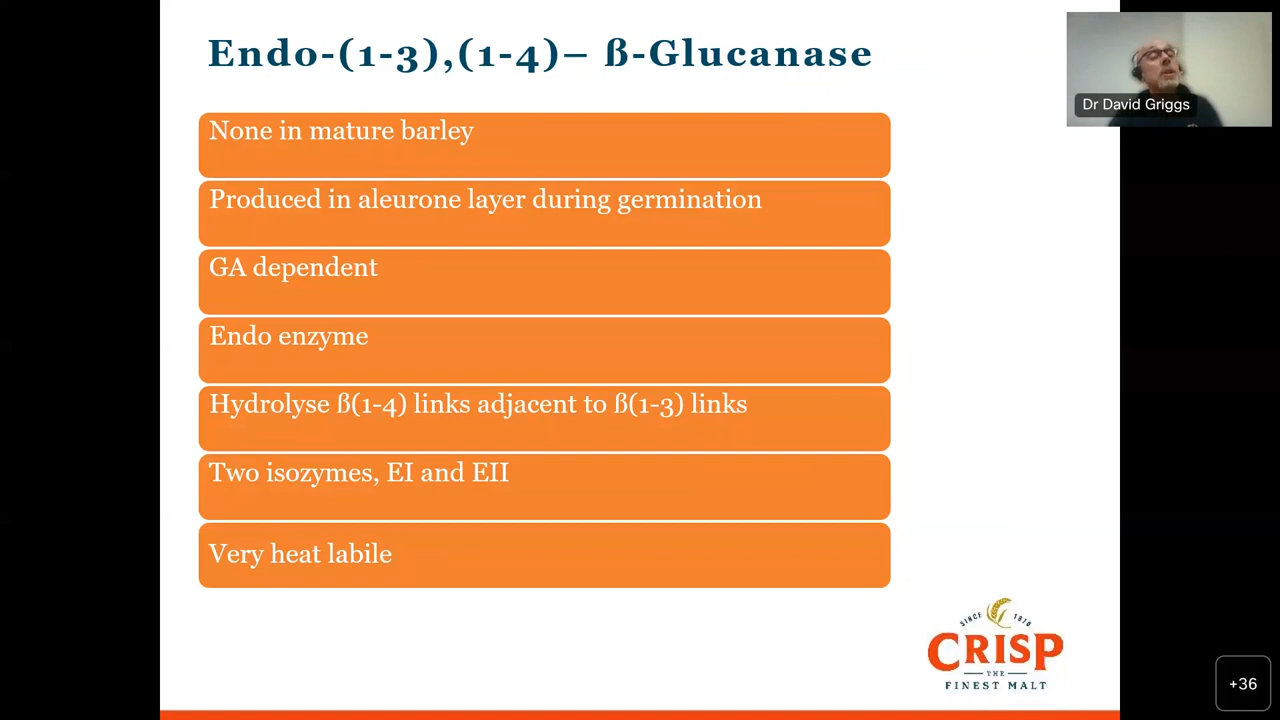 Endo-(1-3),(1-4)– ß-Glucanase
Dr David Griggs
None in mature barley
Produced in aleurone layer during germination
GA dependent
Endo enzyme
Hydrolyse ß(1-4) links adjacent to ß(1-3) links
Two isozymes, EI and EII
Very heat labile
SINCE 1870
CRISP
THE
FINEST MALT
+36